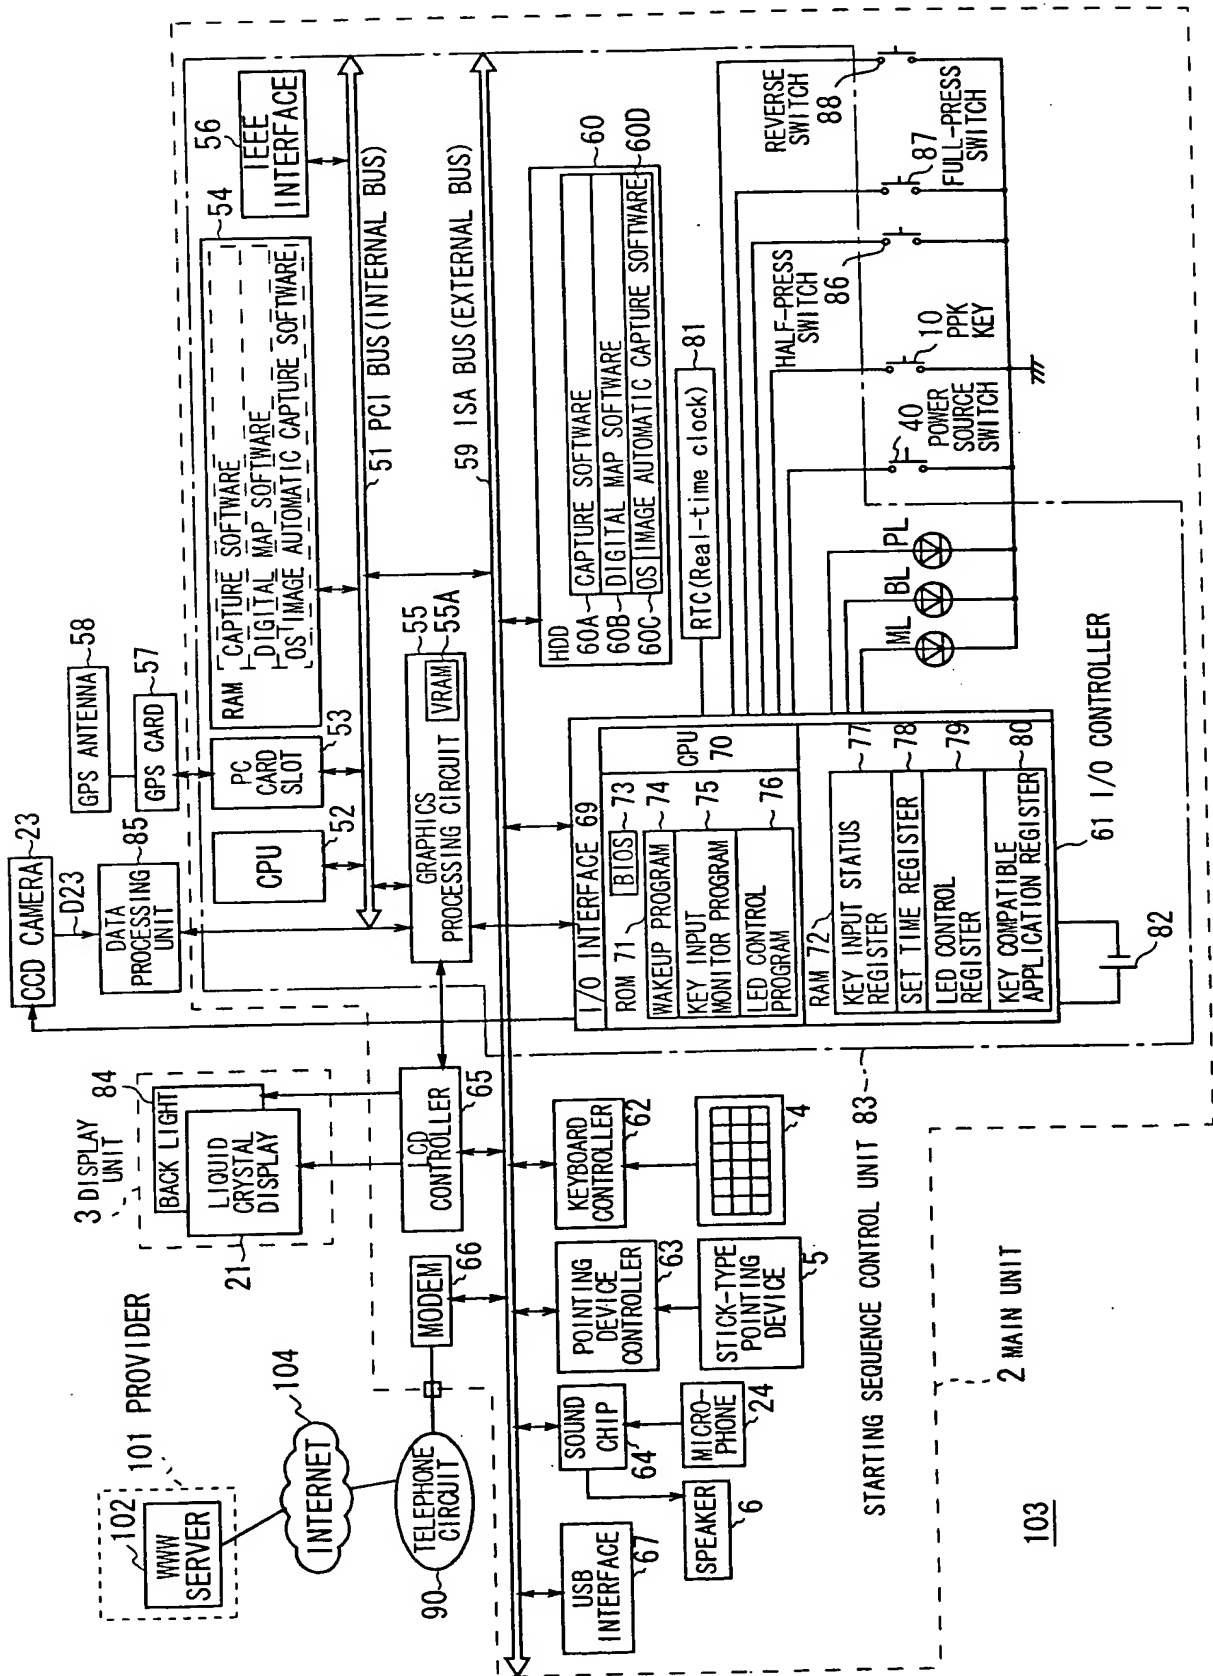 102
WWW
SERVER
101 PROVIDER
104
INTERNET
TELEPHONE
CIRCUIT
90
3 DISPLAY
UNIT
84
BACK LIGHT
LIQUID
CRYSTAL
DISPLAY
21
MODEM
66
LCD
CONTROLLER
65
CCD CAMERA
23
D23
DATA
PROCESSING
UNIT
85
GPS ANTENNA
58
GPS CARD
57
CPU
52
PC
CARD
SLOT
53
RAM
CAPTURE SOFTWARE
DIGITAL MAP SOFTWARE
OS
IMAGE AUTOMATIC CAPTURE SOFTWARE
54
56
IEEE
INTERFACE
51 PCI BUS(INTERNAL BUS)
59 ISA BUS(EXTERNAL BUS)
GRAPHICS
PROCESSING CIRCUIT
55
VRAM
55A
USB
INTERFACE
67
SOUND
CHIP
64
SPEAKER
6
MICRO-
PHONE
24
POINTING
DEVICE
CONTROLLER
63
STICK-TYPE
POINTING
DEVICE
5
KEYBOARD
CONTROLLER
62
4
HDD
60
60A
CAPTURE SOFTWARE
60B
DIGITAL MAP SOFTWARE
60C
OS
IMAGE AUTOMATIC CAPTURE SOFTWARE
60D
RTC(Real-time clock)
81
I/O INTERFACE 69
ROM 71
BIOS
73
WAKEUP PROGRAM
74
KEY INPUT
MONITOR PROGRAM
75
LED CONTROL
PROGRAM
76
CPU
70
RAM 72
KEY INPUT STATUS
REGISTER
77
SET TIME REGISTER
78
LED CONTROL
REGISTER
79
KEY COMPATIBLE
APPLICATION REGISTER
80
61 I/O CONTROLLER
82
ML
BL
PL
40
POWER
SOURCE
SWITCH
10
PPK
KEY
HALF-PRESS
SWITCH
86
87
FULL-PRESS
SWITCH
REVERSE
SWITCH
88
STARTING SEQUENCE CONTROL UNIT 83
2 MAIN UNIT
103